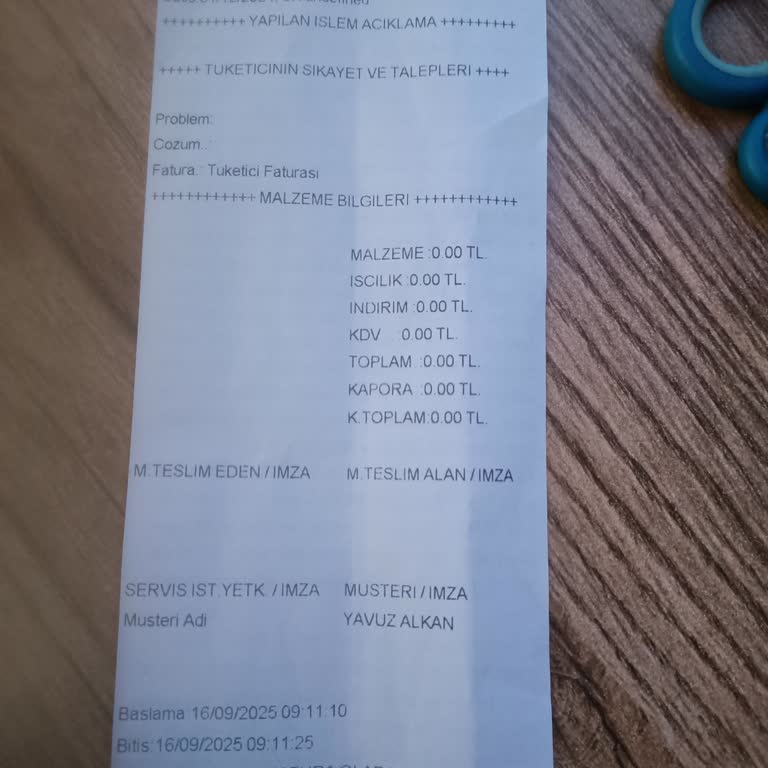 ++++++++++ YAPILAN ISLEM ACIKLAMA +++++++++
+++++ TUKETICININ SIKAYET VE TALEPLERI ++++
Problem:
Cozum..:
Fatura.: Tuketici Faturası
++++++++++++ MALZEME BILGILERI ++++++++++++
MALZEME :0.00 TL.
ISCILIK :0.00 TL.
INDIRIM :0.00 TL.
KDV :0.00 TL.
TOPLAM :0.00 TL.
KAPORA :0.00 TL.
K.TOPLAM:0.00 TL.
M.TESLIM EDEN / IMZA M.TESLIM ALAN / IMZA
SERVIS IST.YETK. / IMZA MUSTERI / IMZA
Musteri Adi YAVUZ ALKAN
Baslama:16/09/2025 09:11:10
Bitis:16/09/2025 09:11:25